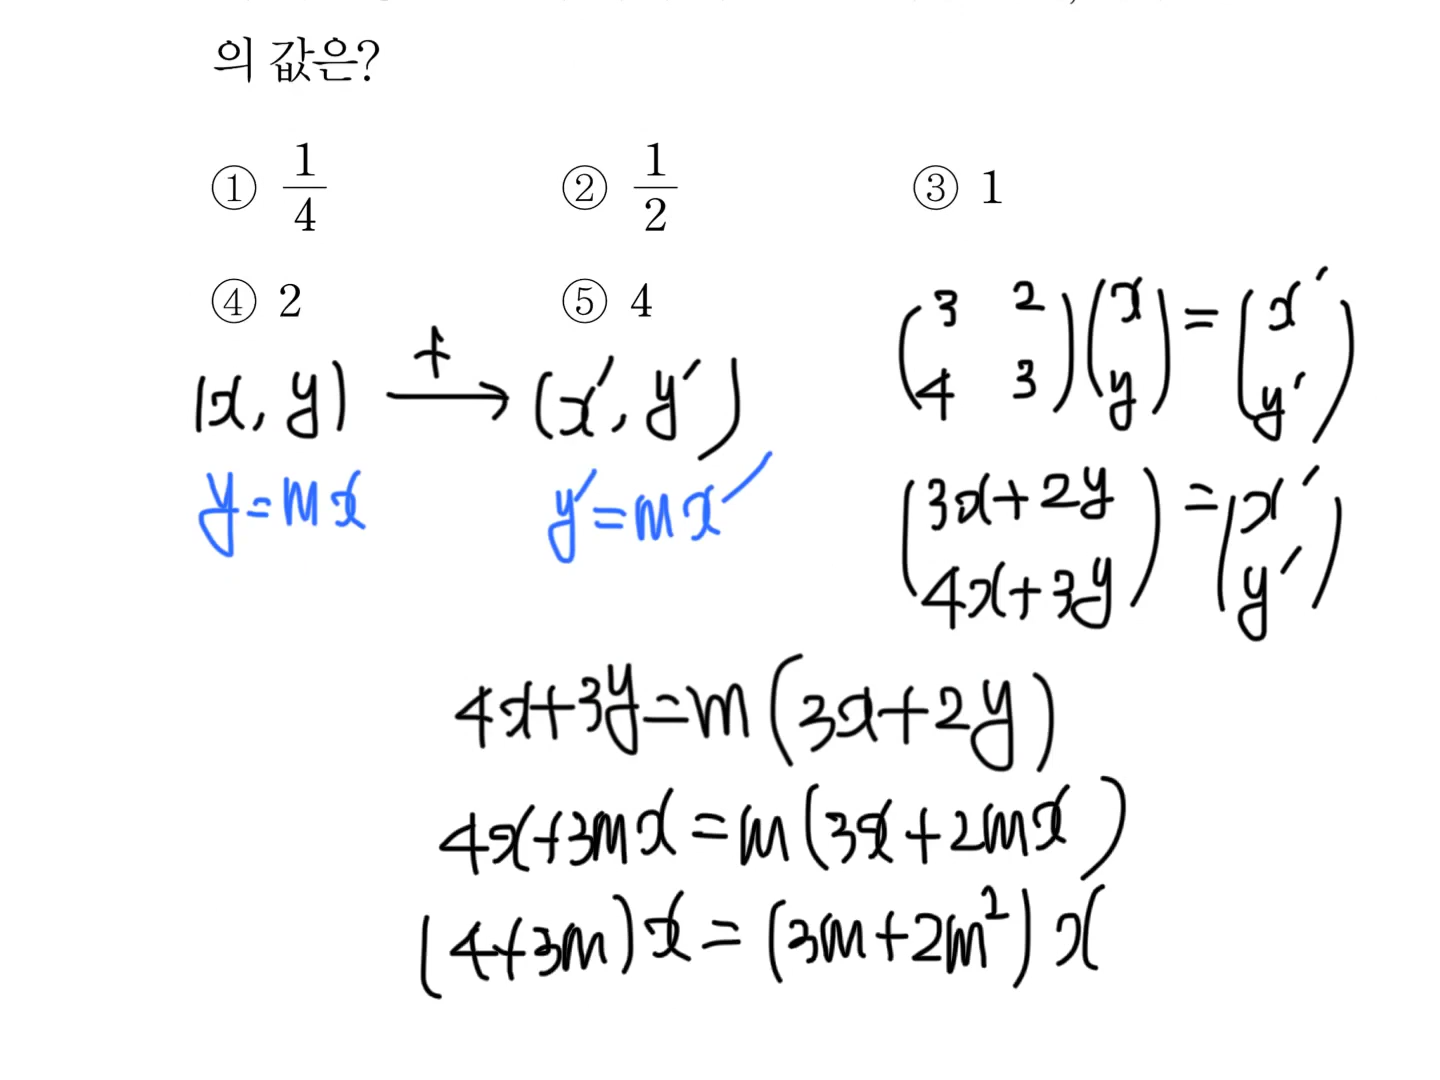 의 값은?
① 1/4 ② 1/2 ③ 1
④ 2 ⑤ 4
(x, y) →f (x′, y′)
y=mx y′=mx′
(3 2
4 3)(x
y)=(x′
y′)
(3x+2y
4x+3y)=(x′
y′)
4x+3y=m(3x+2y)
4x+3mx=m(3x+2mx)
(4+3m)x=(3m+2m²)x